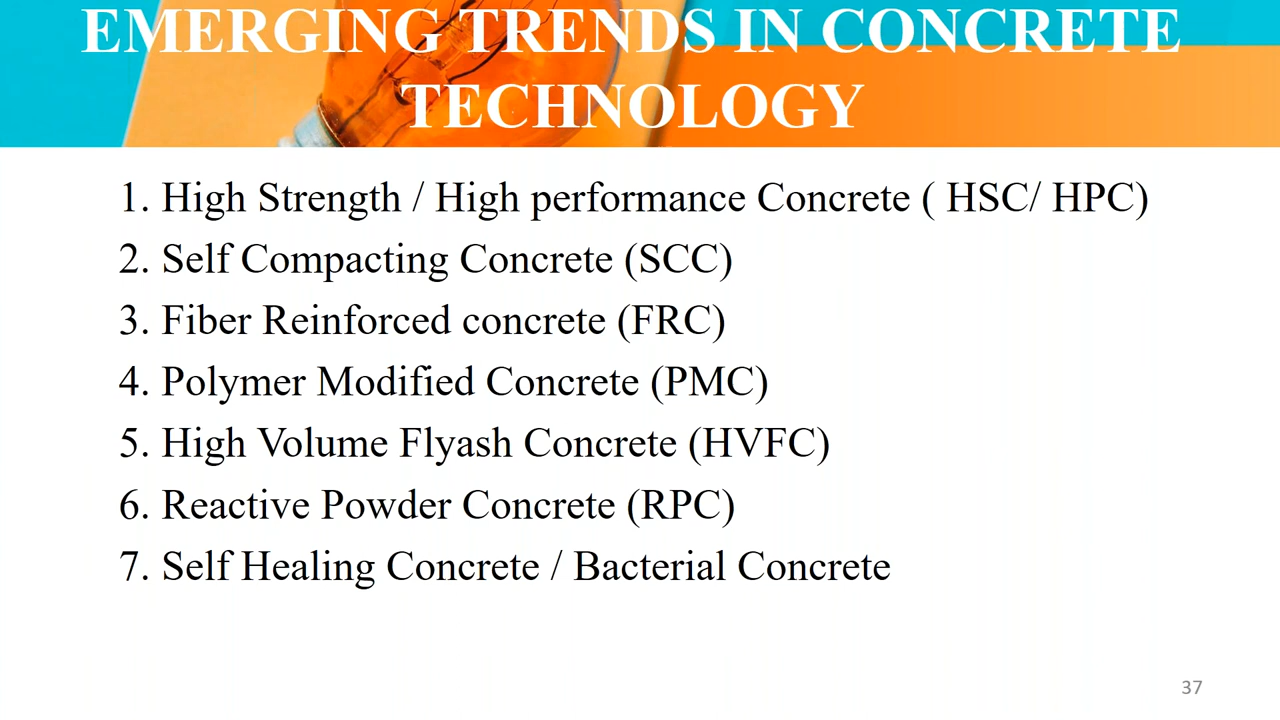 EMERGING TRENDS IN CONCRETE
TECHNOLOGY
1. High Strength / High performance Concrete ( HSC/ HPC)
2. Self Compacting Concrete (SCC)
3. Fiber Reinforced concrete (FRC)
4. Polymer Modified Concrete (PMC)
5. High Volume Flyash Concrete (HVFC)
6. Reactive Powder Concrete (RPC)
7. Self Healing Concrete / Bacterial Concrete
37